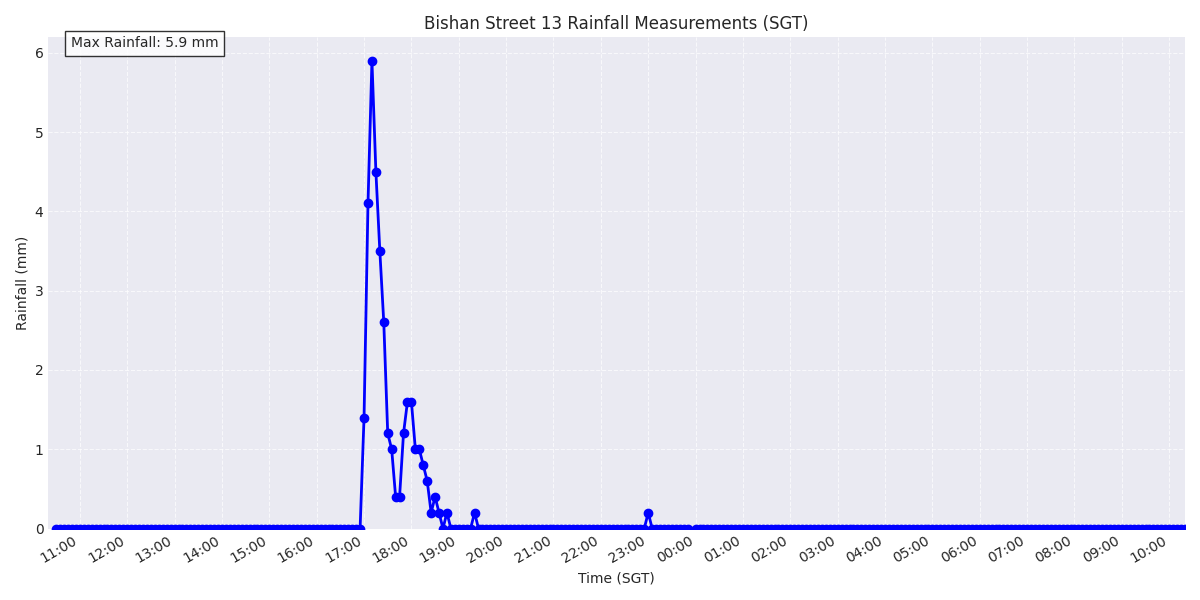 Bishan Street 13 Rainfall Measurements (SGT)
Max Rainfall: 5.9 mm
Rainfall (mm)
6
5
4
3
2
1
0
11:00 12:00 13:00 14:00 15:00 16:00 17:00 18:00 19:00 20:00 21:00 22:00 23:00 00:00 01:00 02:00 03:00 04:00 05:00 06:00 07:00 08:00 09:00 10:00
Time (SGT)